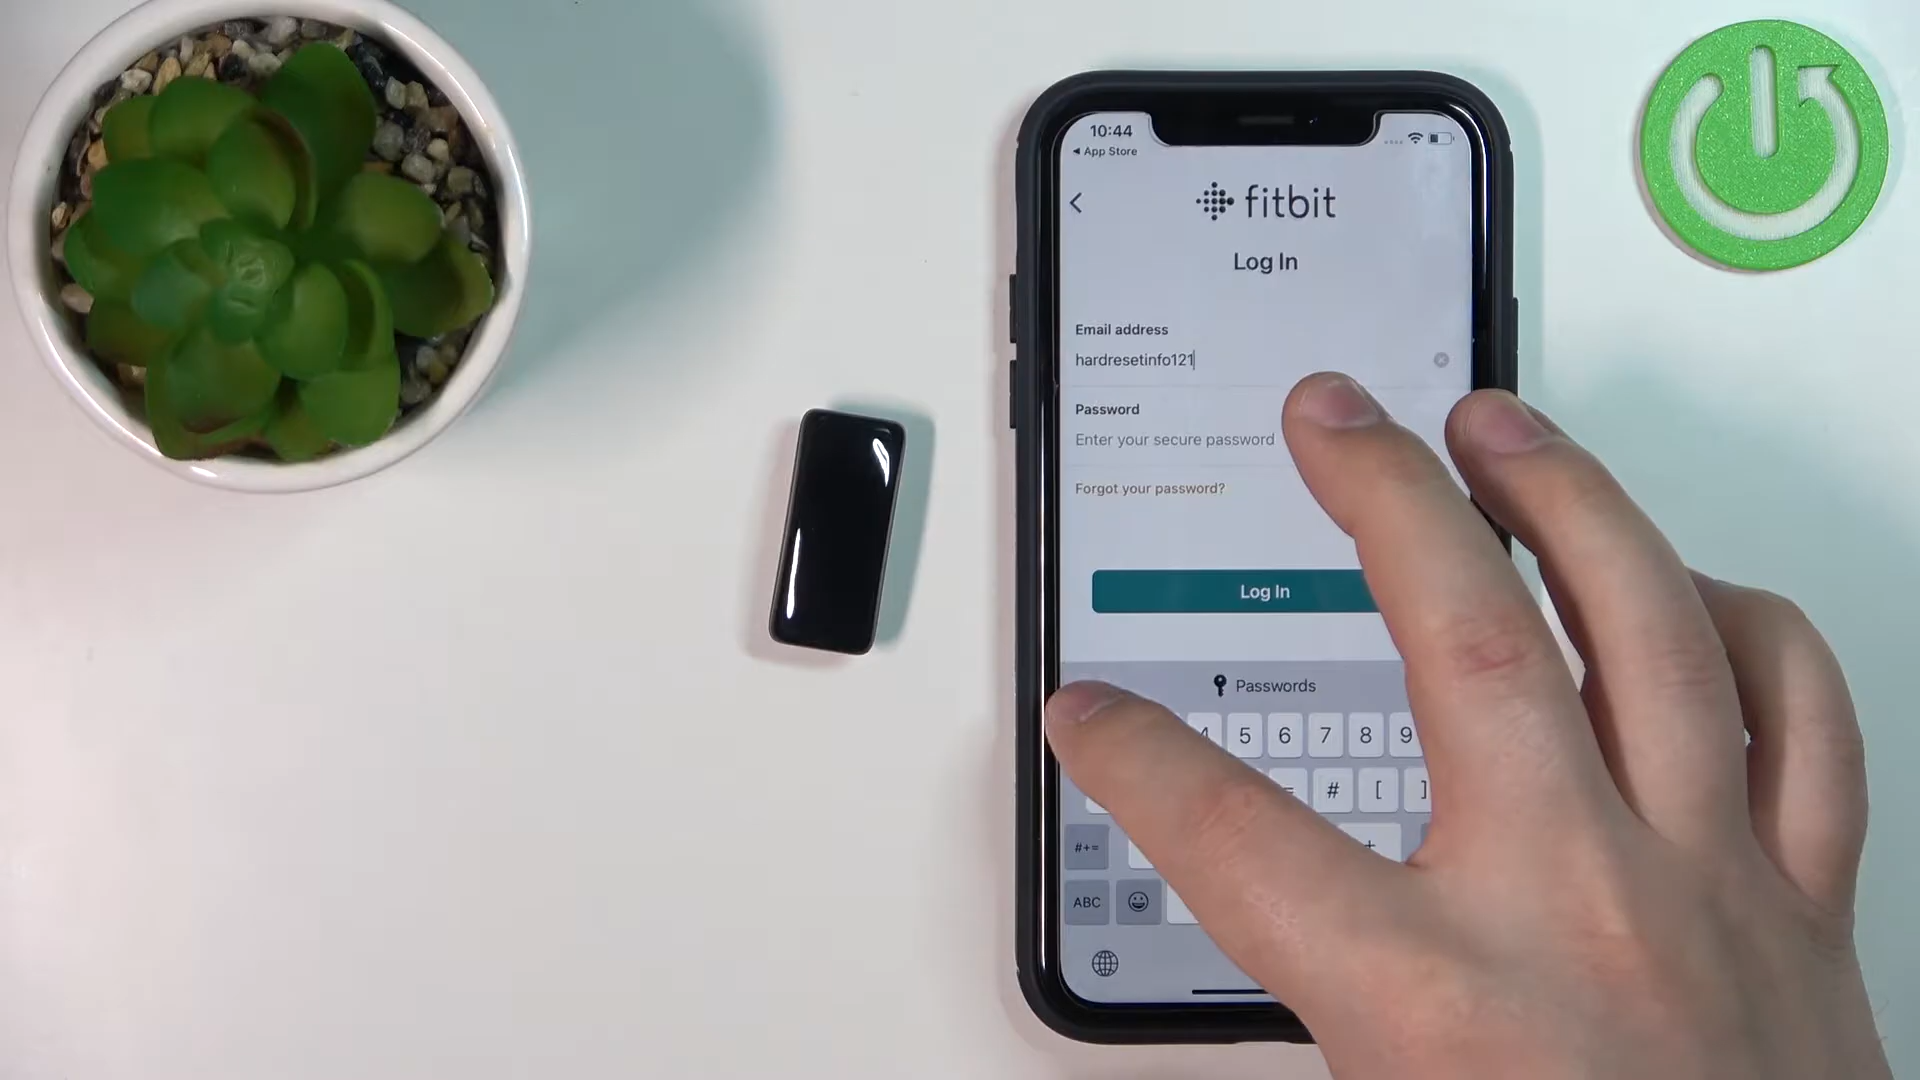 10:44
◀ App Store
fitbit
Log In
Email address
hardresetinfo121
Password
Enter your secure password
Forgot your password?
Log In
Passwords
4 5 6 7 8 9
= # [ ]
#+= +
ABC